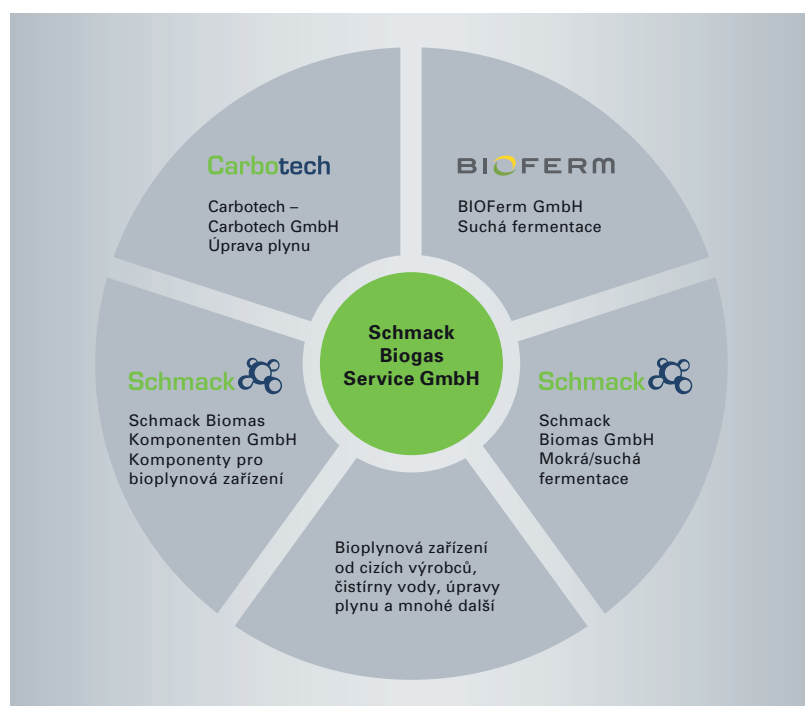 Carbotech
Carbotech –
Carbotech GmbH
Úprava plynu
BIOFERM
BIOFerm GmbH
Suchá fermentace
Schmack
Biogas
Service GmbH
Schmack
Schmack Biomas
Komponenten GmbH
Komponenty pro
bioplynová zařízení
Schmack
Schmack
Biomas GmbH
Mokrá/suchá
fermentace
Bioplynová zařízení
od cizích výrobců,
čistírny vody, úpravy
plynu a mnohé další